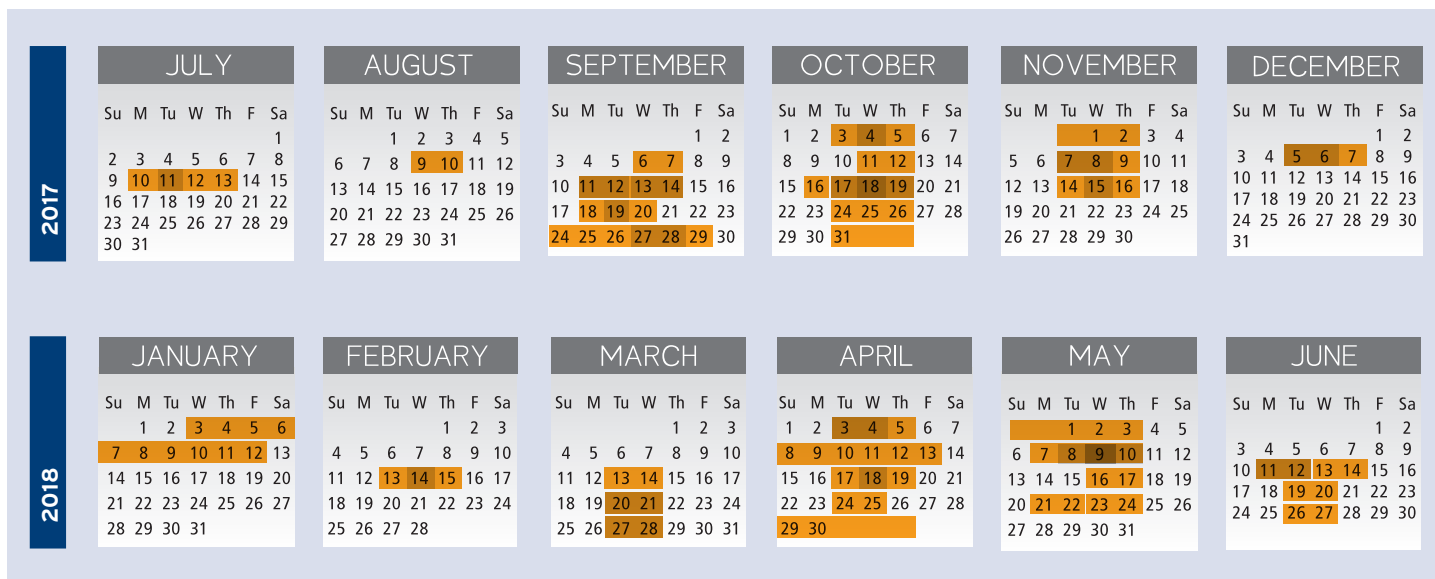 2017
JULY
Su M Tu W Th F Sa
1
2 3 4 5 6 7 8
9 10 11 12 13 14 15
16 17 18 19 20 21 22
23 24 25 26 27 28 29
30 31
AUGUST
Su M Tu W Th F Sa
1 2 3 4 5
6 7 8 9 10 11 12
13 14 15 16 17 18 19
20 21 22 23 24 25 26
27 28 29 30 31
SEPTEMBER
Su M Tu W Th F Sa
1 2
3 4 5 6 7 8 9
10 11 12 13 14 15 16
17 18 19 20 21 22 23
24 25 26 27 28 29 30
OCTOBER
Su M Tu W Th F Sa
1 2 3 4 5 6 7
8 9 10 11 12 13 14
15 16 17 18 19 20 21
22 23 24 25 26 27 28
29 30 31
NOVEMBER
Su M Tu W Th F Sa
1 2 3 4
5 6 7 8 9 10 11
12 13 14 15 16 17 18
19 20 21 22 23 24 25
26 27 28 29 30
DECEMBER
Su M Tu W Th F Sa
1 2
3 4 5 6 7 8 9
10 11 12 13 14 15 16
17 18 19 20 21 22 23
24 25 26 27 28 29 30
31
2018
JANUARY
Su M Tu W Th F Sa
1 2 3 4 5 6
7 8 9 10 11 12 13
14 15 16 17 18 19 20
21 22 23 24 25 26 27
28 29 30 31
FEBRUARY
Su M Tu W Th F Sa
1 2 3
4 5 6 7 8 9 10
11 12 13 14 15 16 17
18 19 20 21 22 23 24
25 26 27 28
MARCH
Su M Tu W Th F Sa
1 2 3
4 5 6 7 8 9 10
11 12 13 14 15 16 17
18 19 20 21 22 23 24
25 26 27 28 29 30 31
APRIL
Su M Tu W Th F Sa
1 2 3 4 5 6 7
8 9 10 11 12 13 14
15 16 17 18 19 20 21
22 23 24 25 26 27 28
29 30
MAY
Su M Tu W Th F Sa
1 2 3 4 5
6 7 8 9 10 11 12
13 14 15 16 17 18 19
20 21 22 23 24 25 26
27 28 29 30 31
JUNE
Su M Tu W Th F Sa
1 2
3 4 5 6 7 8 9
10 11 12 13 14 15 16
17 18 19 20 21 22 23
24 25 26 27 28 29 30